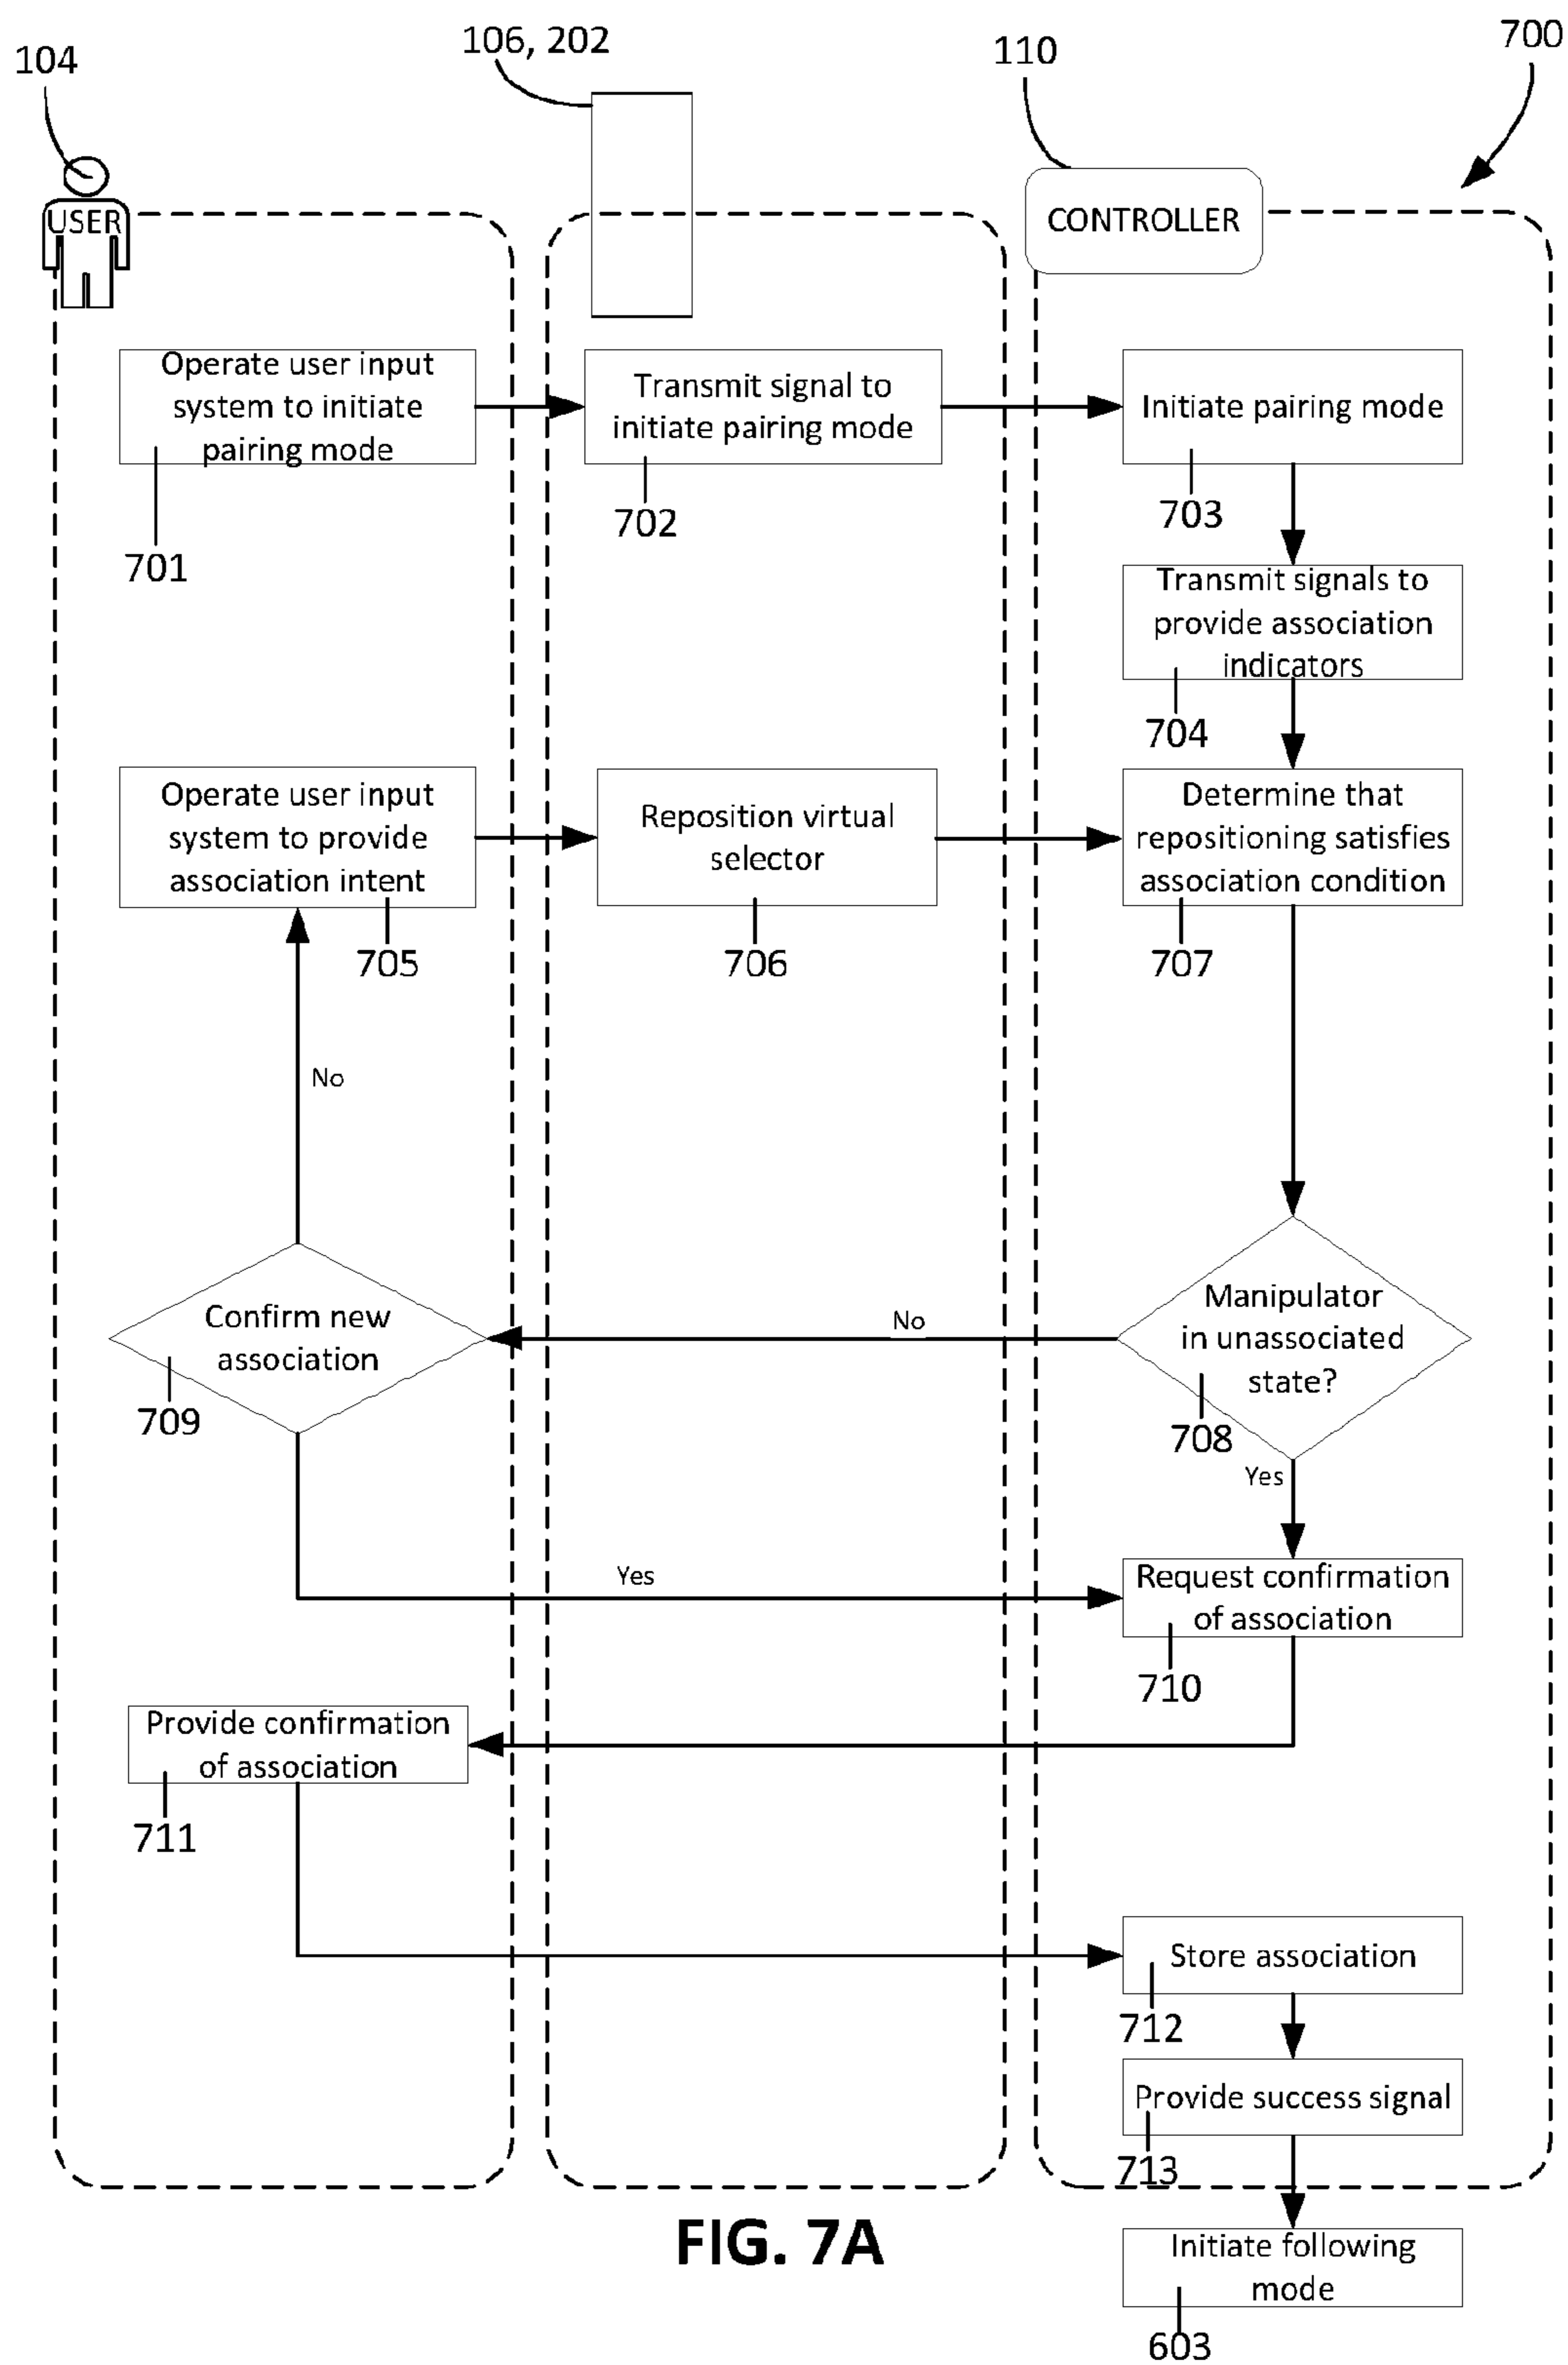 104
106, 202
110
700
USER
CONTROLLER
Operate user input
system to initiate
pairing mode
701
Transmit signal to
initiate pairing mode
702
Initiate pairing mode
703
Transmit signals to
provide association
indicators
704
Operate user input
system to provide
association intent
705
Reposition virtual
selector
706
Determine that
repositioning satisfies
association condition
707
No
Confirm new
association
709
No
Manipulator
in unassociated
state?
708
Yes
Yes
Request confirmation
of association
710
Provide confirmation
of association
711
Store association
712
Provide success signal
713
Initiate following
mode
603
FIG. 7A